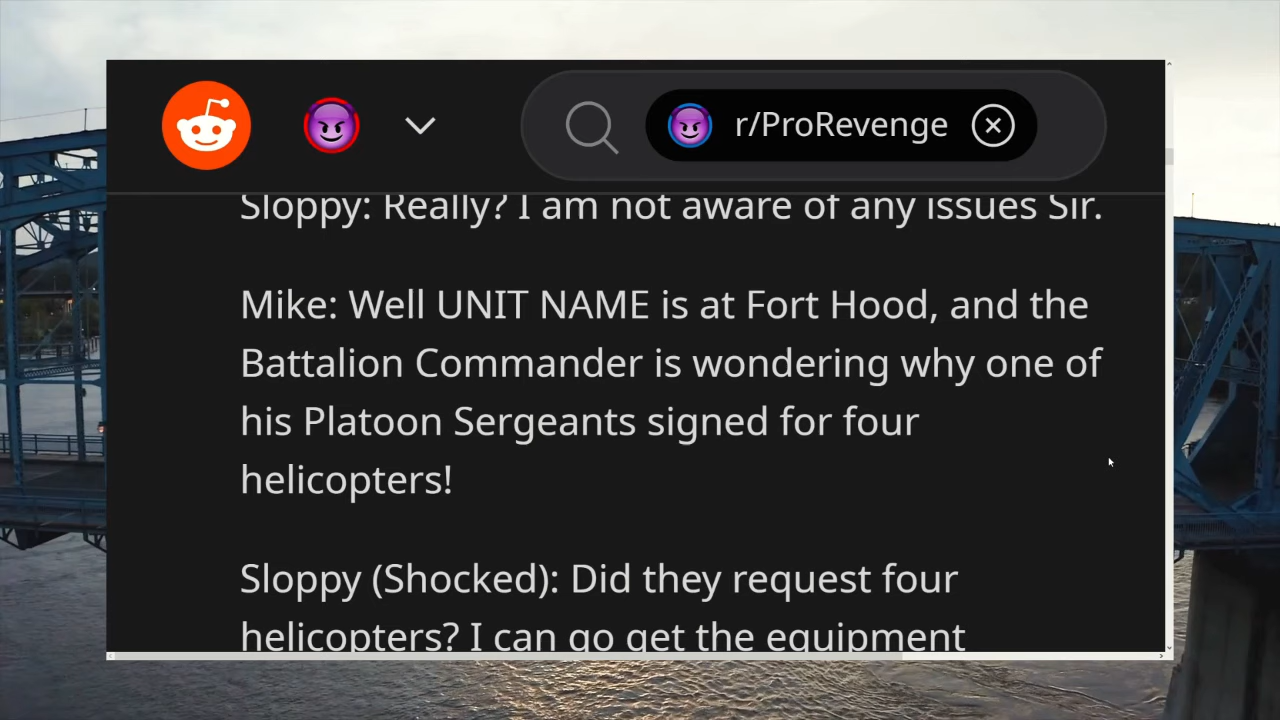 r/ProRevenge
Sloppy: Really? I am not aware of any issues Sir.
Mike: Well UNIT NAME is at Fort Hood, and the
Battalion Commander is wondering why one of
his Platoon Sergeants signed for four
helicopters!
Sloppy (Shocked): Did they request four
helicopters? I can go get the equipment